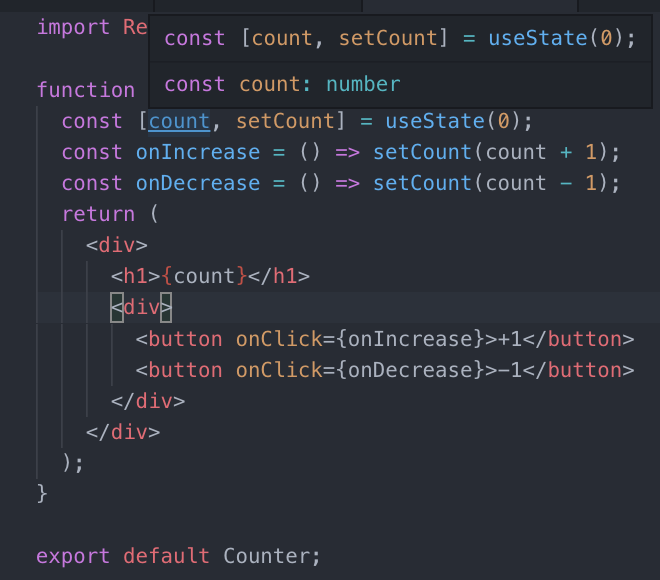 import Re
const [count, setCount] = useState(0);
const count: number
function
const [count, setCount] = useState(0);
const onIncrease = () => setCount(count + 1);
const onDecrease = () => setCount(count - 1);
return (
<div>
<h1>{count}</h1>
<div>
<button onClick={onIncrease}>+1</button>
<button onClick={onDecrease}>-1</button>
</div>
</div>
);
}
export default Counter;